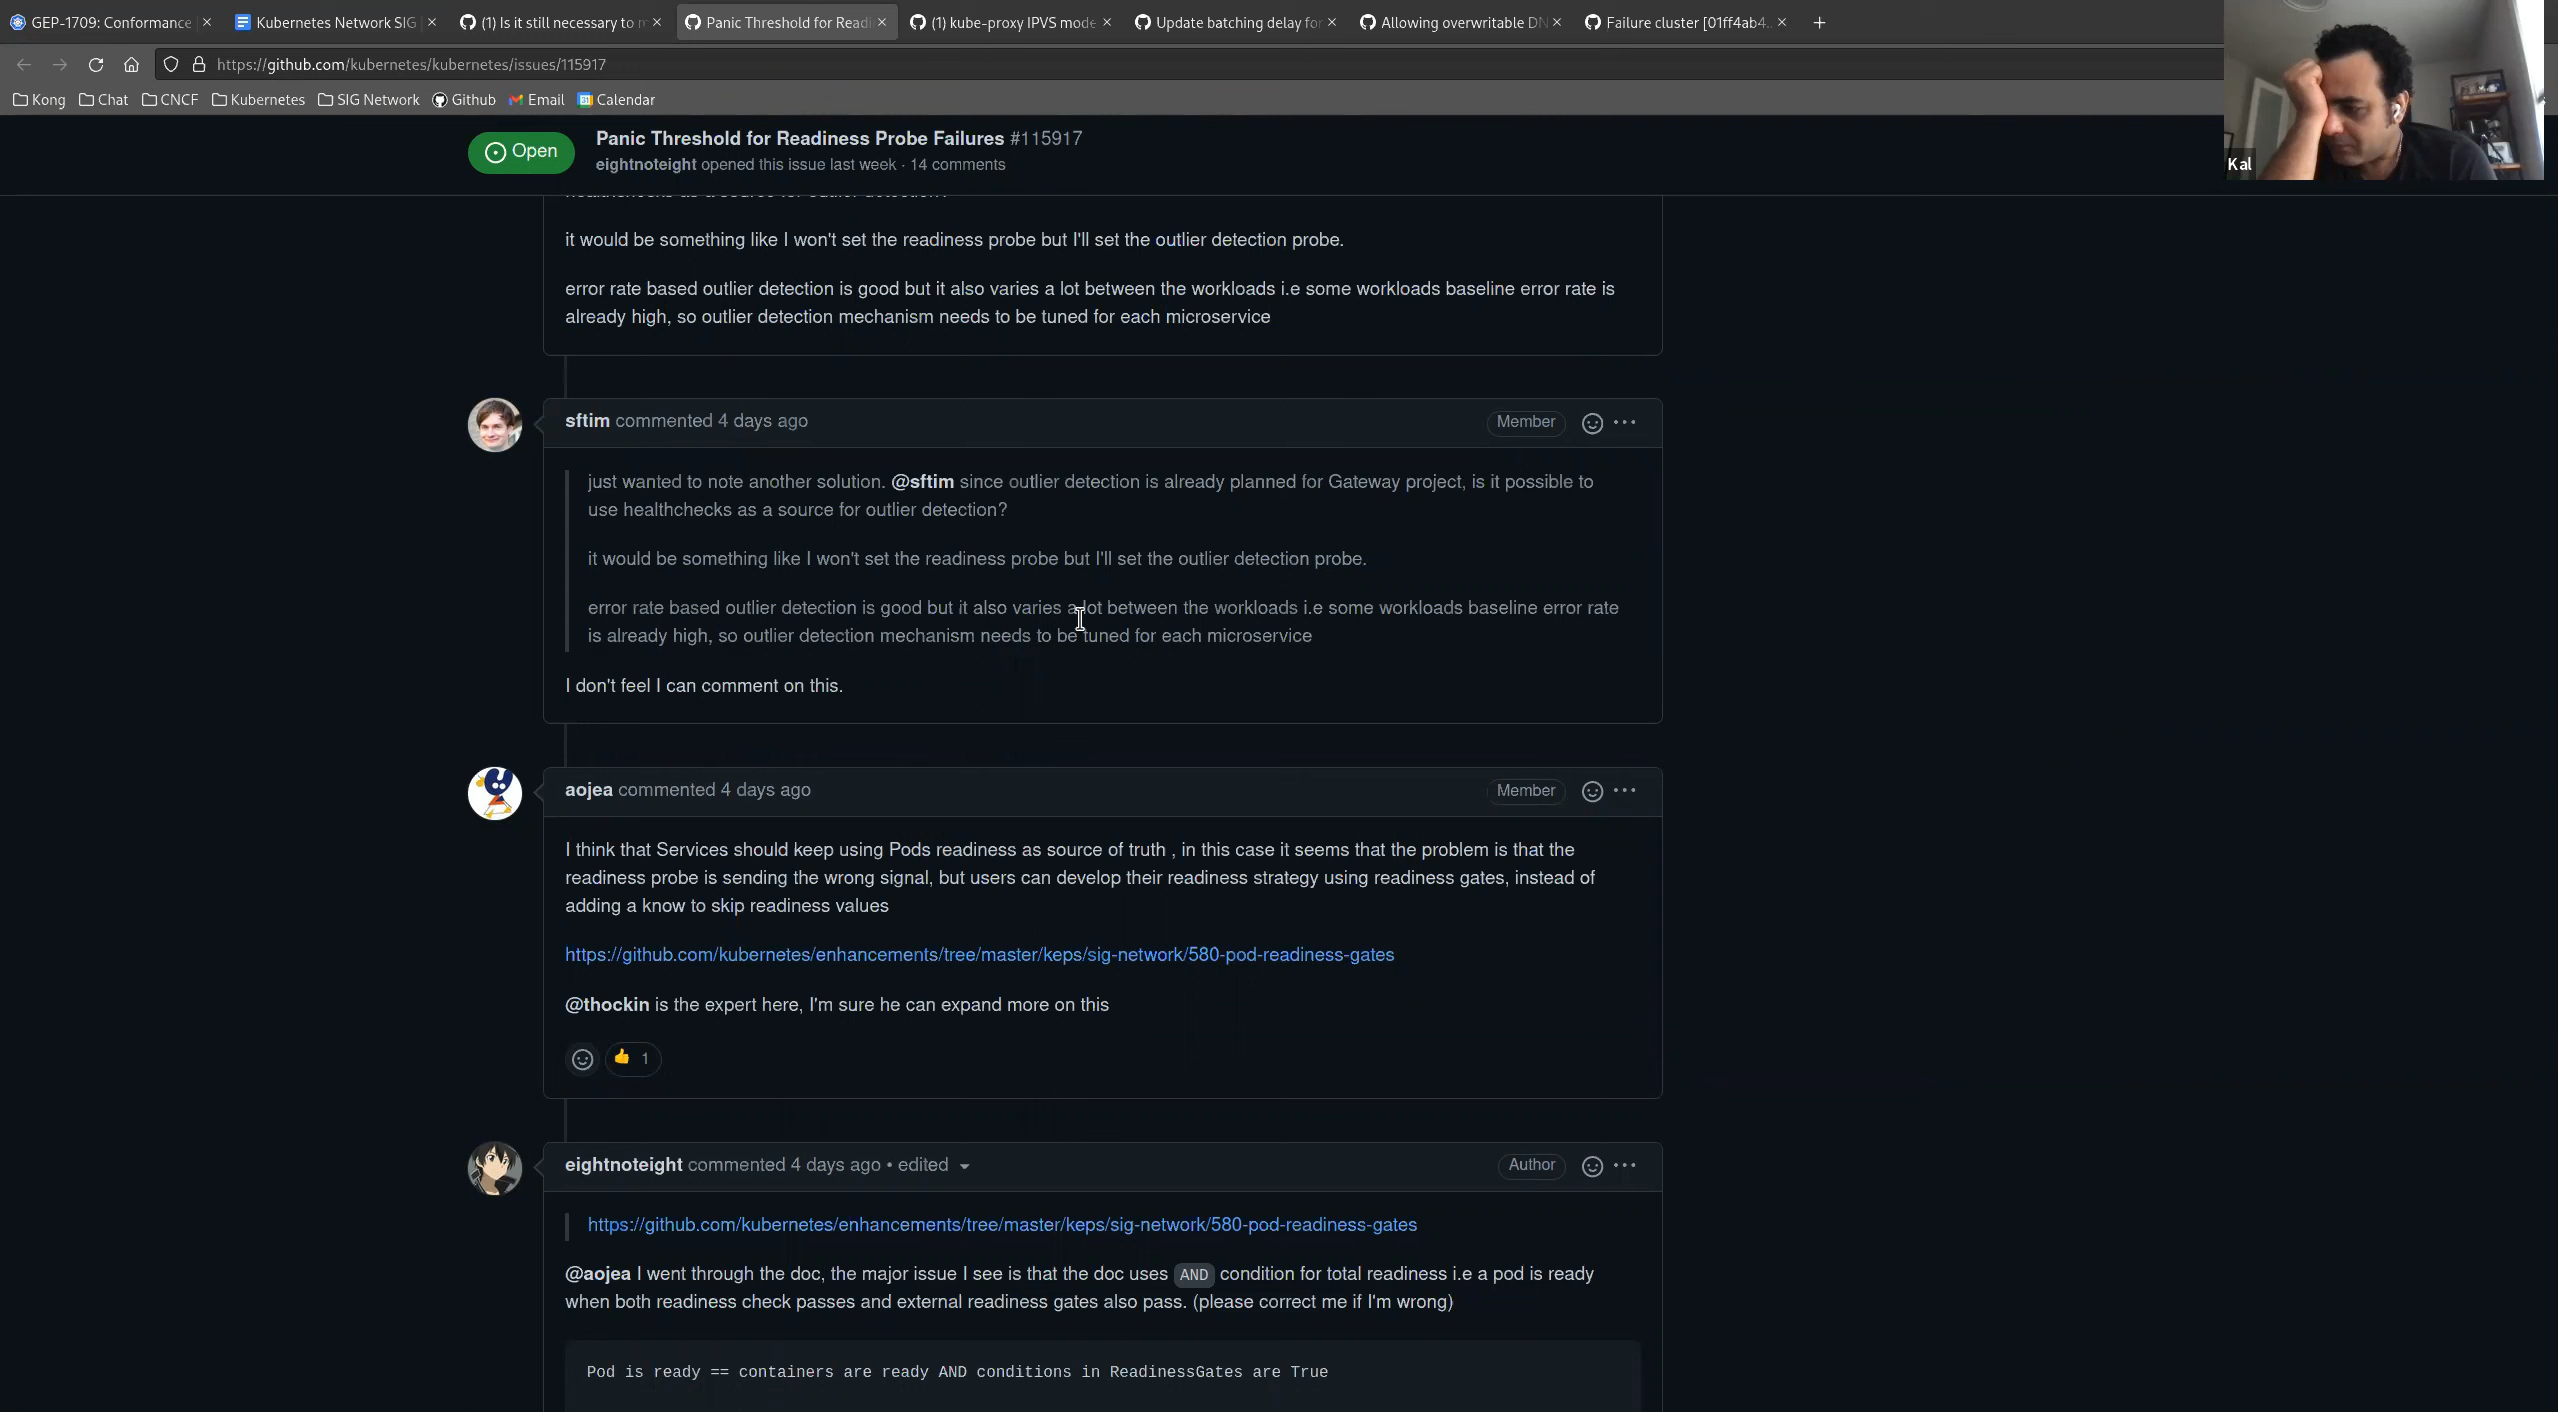 GEP-1709: Conformance
Kubernetes Network SIG
(1) Is it still necessary to m
Panic Threshold for Readi
(1) kube-proxy IPVS mode
Update batching delay for
Allowing overwritable DN
Failure cluster [01ff4ab4..
https://github.com/kubernetes/kubernetes/issues/115917
Kong
Chat
CNCF
Kubernetes
SIG Network
Github
Email
Calendar
Kal
Open
Panic Threshold for Readiness Probe Failures #115917
eightnoteight opened this issue last week · 14 comments
it would be something like I won't set the readiness probe but I'll set the outlier detection probe.
error rate based outlier detection is good but it also varies a lot between the workloads i.e some workloads baseline error rate is
already high, so outlier detection mechanism needs to be tuned for each microservice
sftim commented 4 days ago
Member
just wanted to note another solution. @sftim since outlier detection is already planned for Gateway project, is it possible to
use healthchecks as a source for outlier detection?
it would be something like I won't set the readiness probe but I'll set the outlier detection probe.
error rate based outlier detection is good but it also varies a lot between the workloads i.e some workloads baseline error rate
is already high, so outlier detection mechanism needs to be tuned for each microservice
I don't feel I can comment on this.
aojea commented 4 days ago
Member
I think that Services should keep using Pods readiness as source of truth , in this case it seems that the problem is that the
readiness probe is sending the wrong signal, but users can develop their readiness strategy using readiness gates, instead of
adding a know to skip readiness values
https://github.com/kubernetes/enhancements/tree/master/keps/sig-network/580-pod-readiness-gates
@thockin is the expert here, I'm sure he can expand more on this
1
eightnoteight commented 4 days ago • edited
Author
https://github.com/kubernetes/enhancements/tree/master/keps/sig-network/580-pod-readiness-gates
@aojea I went through the doc, the major issue I see is that the doc uses AND condition for total readiness i.e a pod is ready
when both readiness check passes and external readiness gates also pass. (please correct me if I'm wrong)
Pod is ready == containers are ready AND conditions in ReadinessGates are True